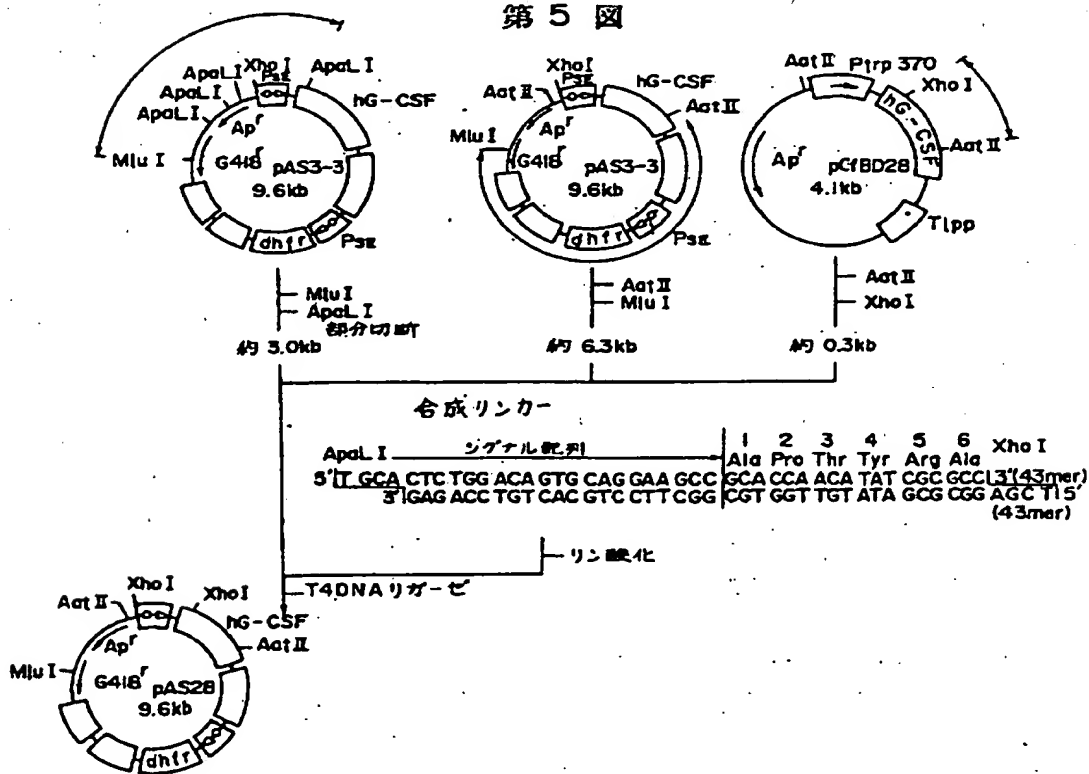 第5図
XhoI
PSE
ApaLI
ApaLI
ApaLI
ApaLI
hG-CSF
Apr
MluI
G418r
pAS3-3
9.6kb
dhfr
PSE
XhoI
PSE
AatII
hG-CSF
AatII
Apr
MluI
G418r
pAS3-3
9.6kb
dhfr
PSE
AatII
Ptrp 370
XhoI
hG-CSF
AatII
Apr
pCfBD28
4.1kb
Tlpp
MluI
ApaLI
部分切断
約 3.0kb
AatII
MluI
約 6.3kb
AatII
XhoI
約 0.3kb
合成リンカー
1 2 3 4 5 6
ApaLI シグナル配列 Ala Pro Thr Tyr Arg Ala XhoI
5' TGCA CTC TGG ACA GTG CAG GAA GCC GCA CCA ACA TAT CGC GCC 3'(43mer)
3' GAG ACC TGT CAC GTC CTT CGG CGT GGT TGT ATA GCG CGG AGCT 5'
(43mer)
リン酸化
T4DNAリガーゼ
XhoI
XhoI
AatII
hG-CSF
AatII
Apr
MluI
G418r
pAS28
9.6kb
dhfr